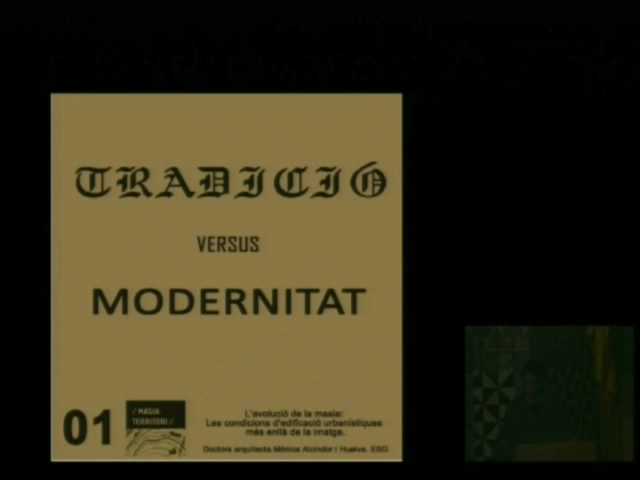 TRADICIÓ
VERSUS
MODERNITAT
01
/ MASIA
TERRITORI /
L'evolució de la masia:
Les condicions d'edificació urbanístiques
més enllà de la imatge.
Doctora arquitecta.Mònica Alcindor i Huelva, ESG